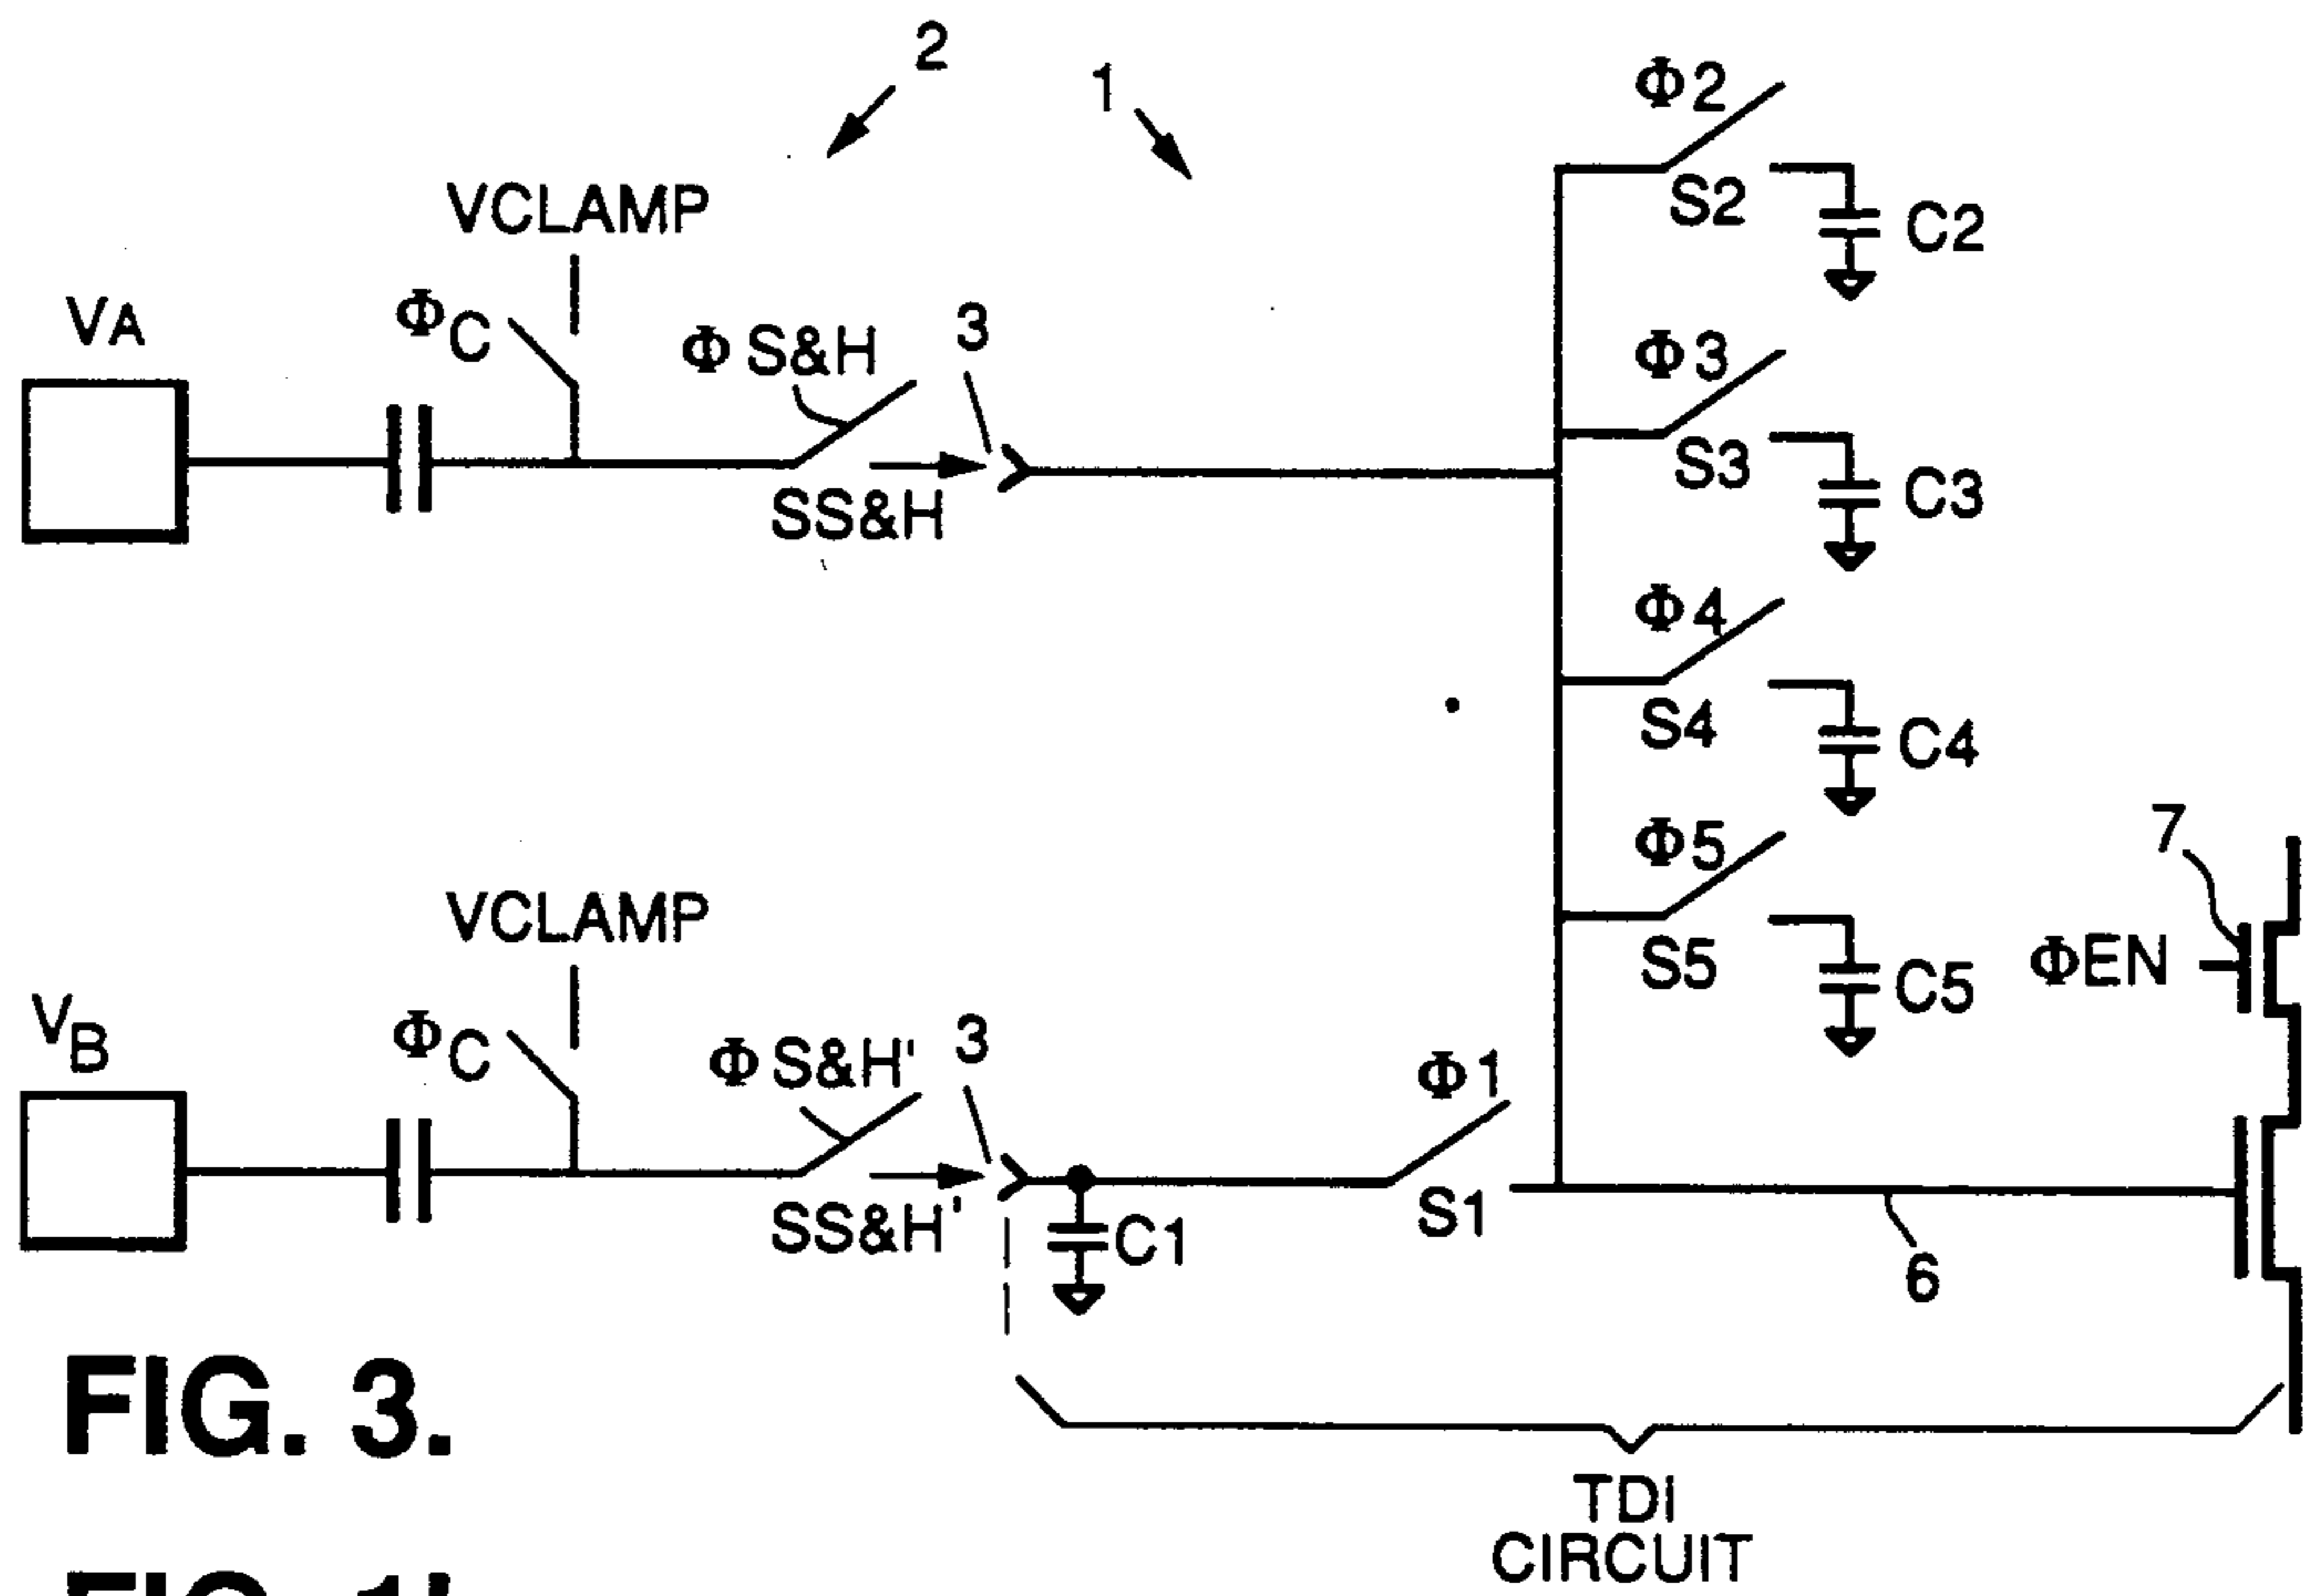 2
1
Φ2
S2
C2
VCLAMP
VA
ΦC
ΦS&H
3
SS&H
Φ3
S3
C3
Φ4
S4
C4
Φ5
S5
C5
7
ΦEN
VCLAMP
VB
ΦC
ΦS&H'
3
SS&H'
C1
Φ1
S1
6
FIG. 3.
TDi
CIRCUIT